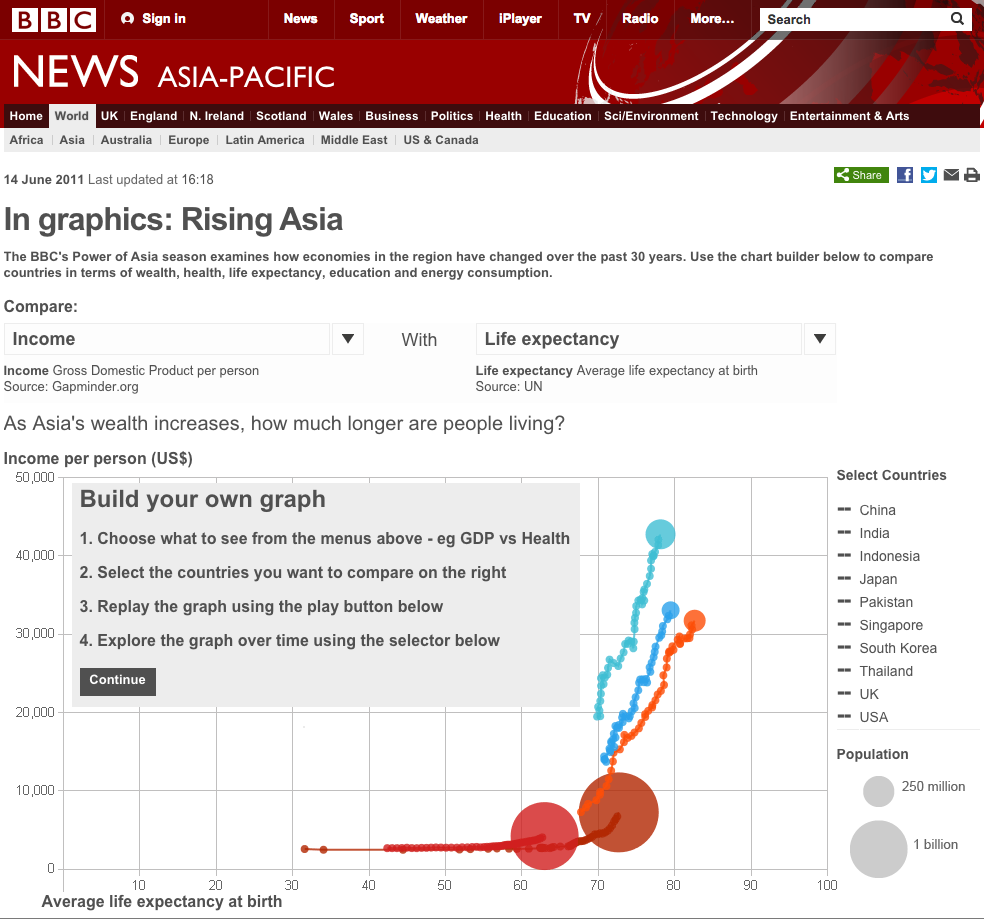 BBC Sign in News Sport Weather iPlayer TV Radio More... Search
NEWS ASIA-PACIFIC
Home World UK England N. Ireland Scotland Wales Business Politics Health Education Sci/Environment Technology Entertainment & Arts
Africa Asia Australia Europe Latin America Middle East US & Canada
14 June 2011 Last updated at 16:18
Share
In graphics: Rising Asia
The BBC's Power of Asia season examines how economies in the region have changed over the past 30 years. Use the chart builder below to compare
countries in terms of wealth, health, life expectancy, education and energy consumption.
Compare:
Income With Life expectancy
Income Gross Domestic Product per person
Source: Gapminder.org
Life expectancy Average life expectancy at birth
Source: UN
As Asia's wealth increases, how much longer are people living?
Income per person (US$)
50,000
40,000
30,000
20,000
10,000
0
Build your own graph
1. Choose what to see from the menus above - eg GDP vs Health
2. Select the countries you want to compare on the right
3. Replay the graph using the play button below
4. Explore the graph over time using the selector below
Continue
10 20 30 40 50 60 70 80 90 100
Average life expectancy at birth
Select Countries
China
India
Indonesia
Japan
Pakistan
Singapore
South Korea
Thailand
UK
USA
Population
250 million
1 billion